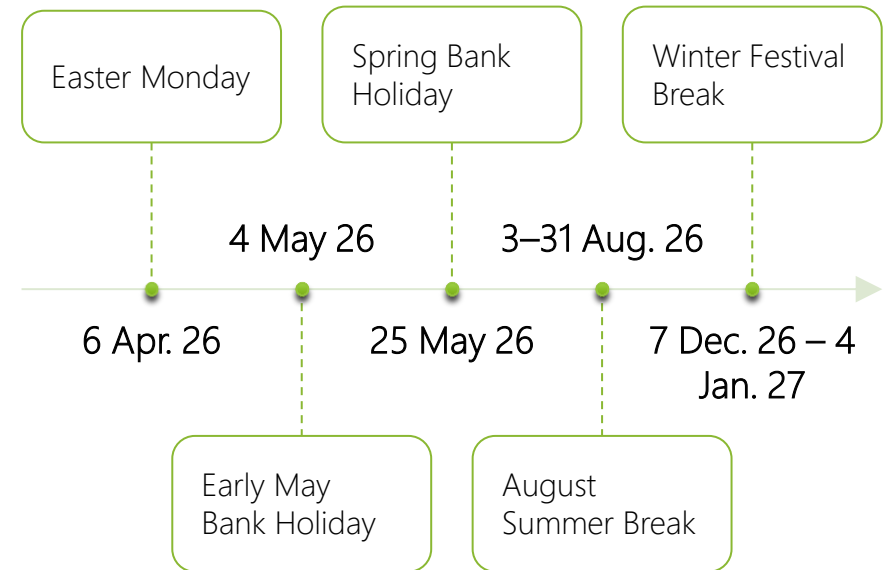 Easter Monday
Spring Bank
Holiday
Winter Festival
Break
4 May 26
3–31 Aug. 26
6 Apr. 26
25 May 26
7 Dec. 26 – 4
Jan. 27
Early May
Bank Holiday
August
Summer Break